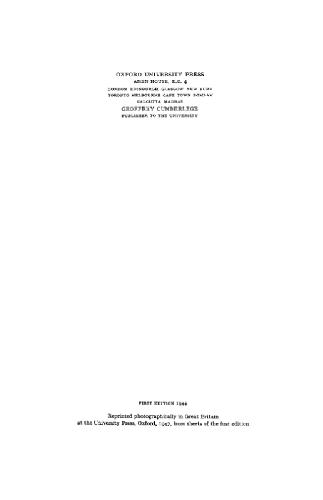 OXFORD UNIVERSITY PRESS
AMEN HOUSE, E.C. 4
LONDON EDINBURGH GLASGOW NEW YORK
TORONTO MELBOURNE CAPE TOWN BOMBAY
CALCUTTA MADRAS
GEOFFREY CUMBERLEGE
PUBLISHER TO THE UNIVERSITY
FIRST EDITION
Reprinted photographically in Great Britain
at the University Press, Oxford, 1947, from sheets of the first edition